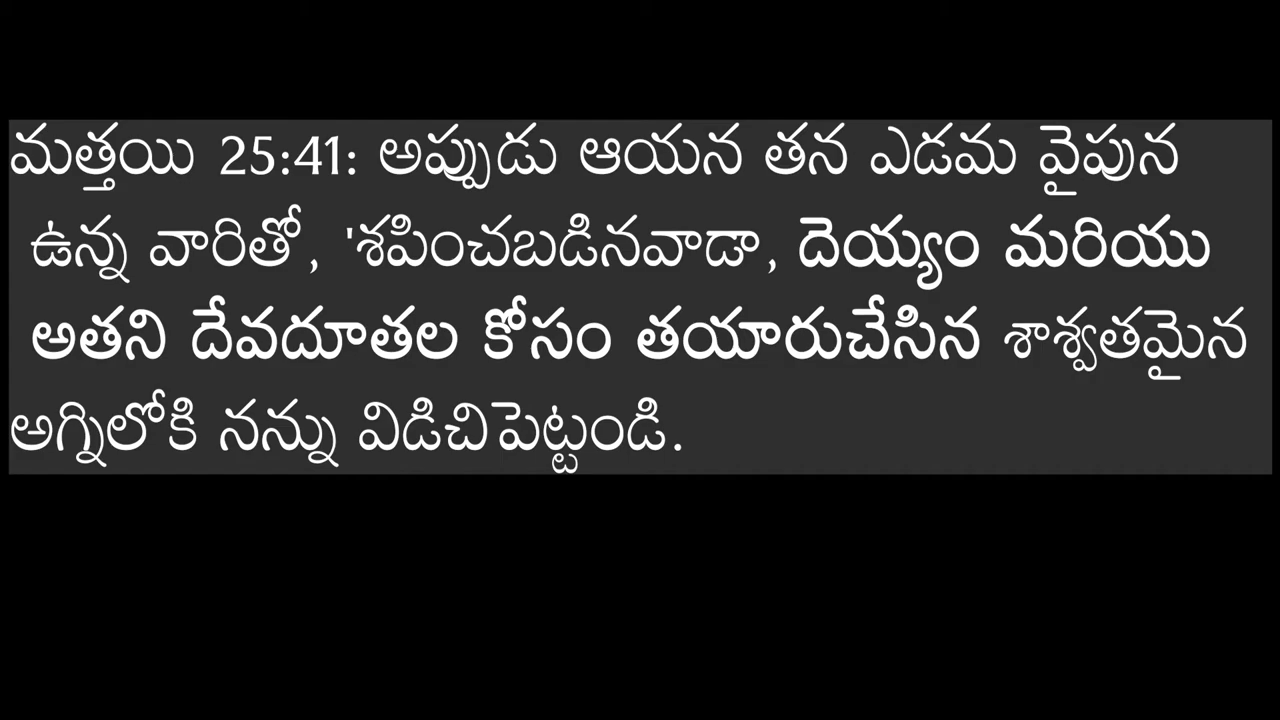 మత్తయి 25:41: అప్పుడు ఆయన తన ఎడమ వైపున
ఉన్న వారితో, 'శపించబడినవాడా, దెయ్యం మరియు
అతని దేవదూతల కోసం తయారుచేసిన శాశ్వతమైన
అగ్నిలోకి నన్ను విడిచిపెట్టండి.